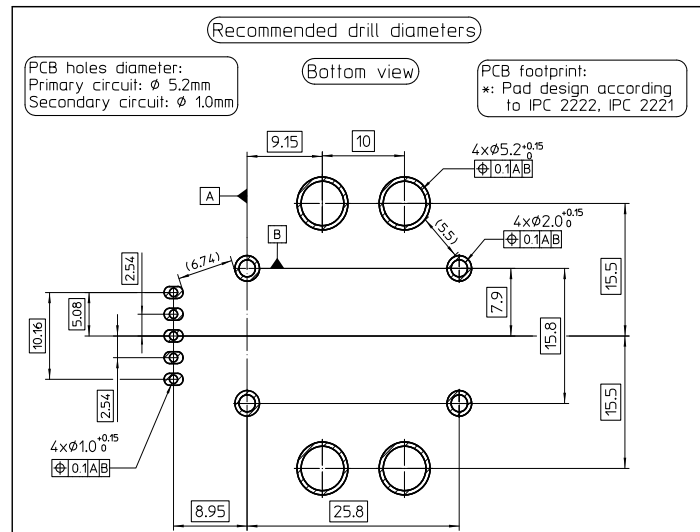 Recommended drill diameters
PCB holes diameter:
Primary circuit: ϕ 5.2mm
Secondary circuit: ϕ 1.0mm
Bottom view
PCB footprint:
*: Pad design according
to IPC 2222, IPC 2221
9.15
10
4xϕ5.2 +0.15 0
⌖ 0.1 A B
A
B
(5.5)
4xϕ2.0 +0.15 0
⌖ 0.1 A B
(6.74)
2.54
5.08
10.16
2.54
7.9
15.8
15.5
15.5
4xϕ1.0 +0.15 0
⌖ 0.1 A B
8.95
25.8